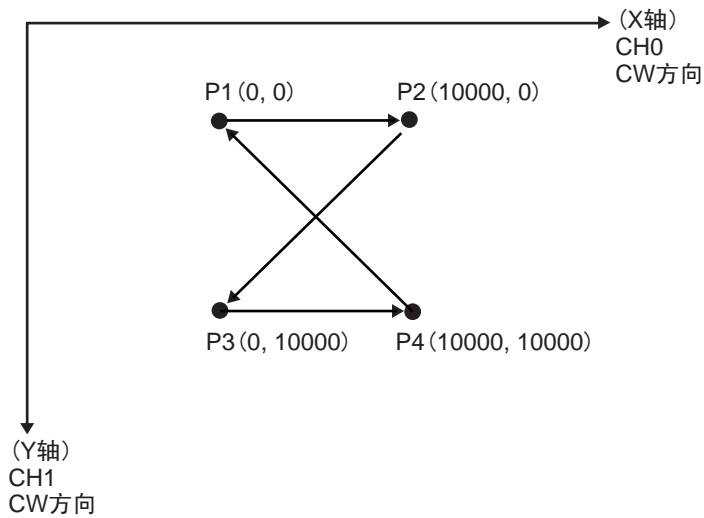 (X轴)
CH0
CW方向
P1(0, 0)
P2(10000, 0)
P3(0, 10000)
P4(10000, 10000)
(Y轴)
CH1
CW方向